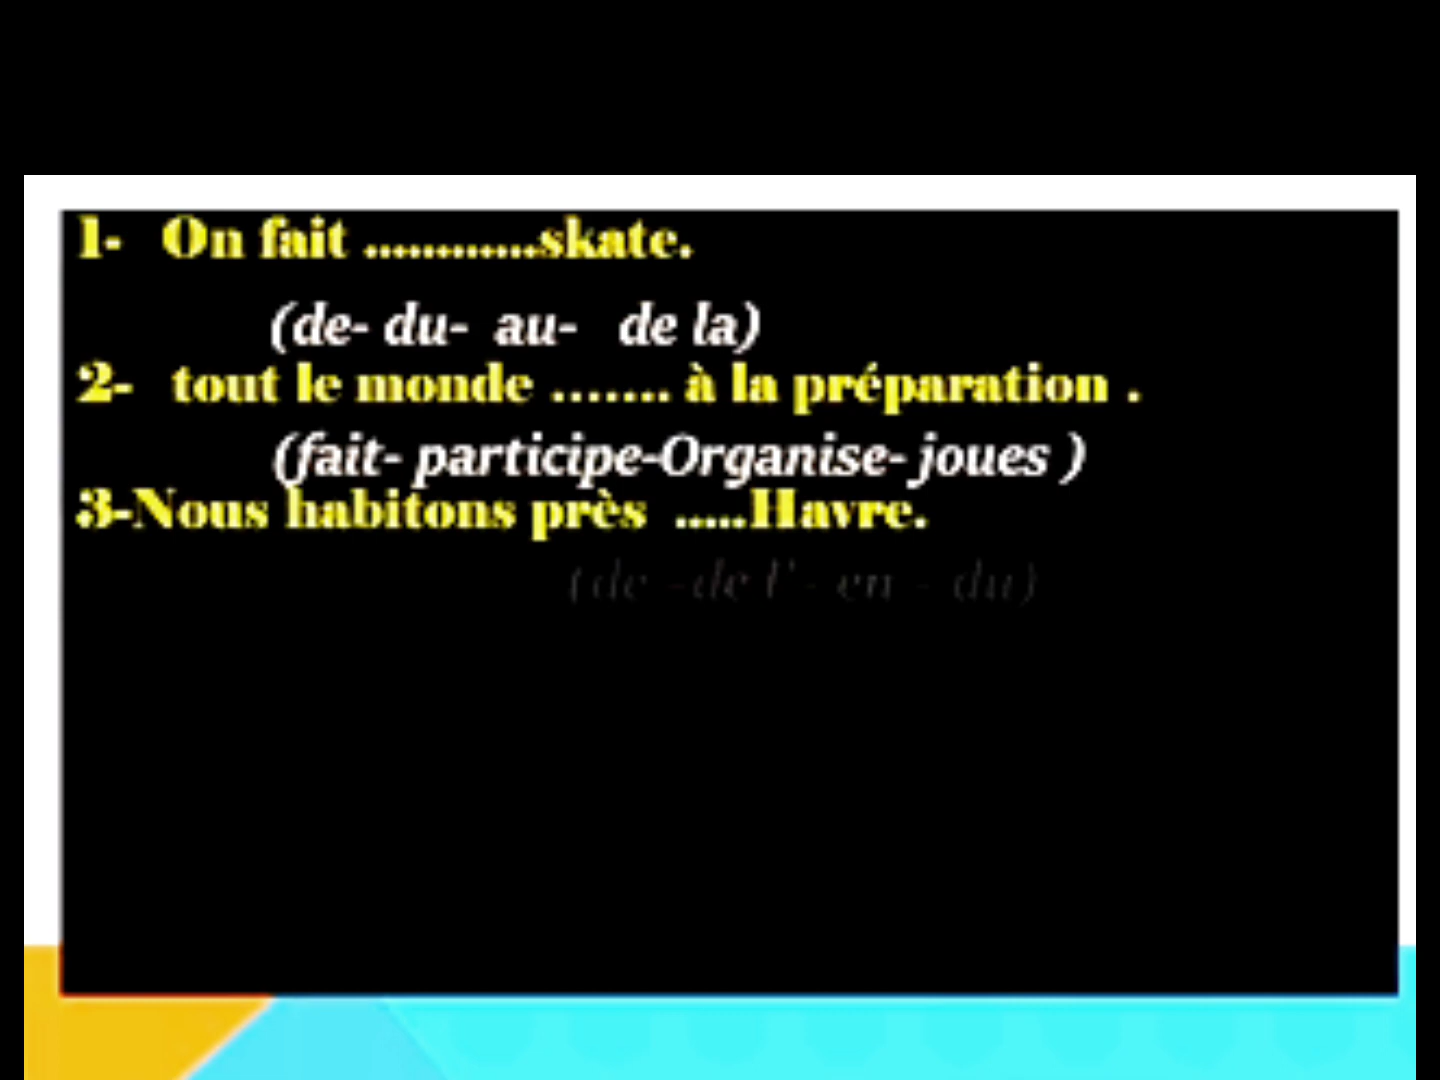 1- On fait ............skate.
(de- du- au- de la)
2- tout le monde ....... à la préparation .
(fait- participe-Organise- joues )
3-Nous habitons près .....Havre.
(de -de l'- en - du)